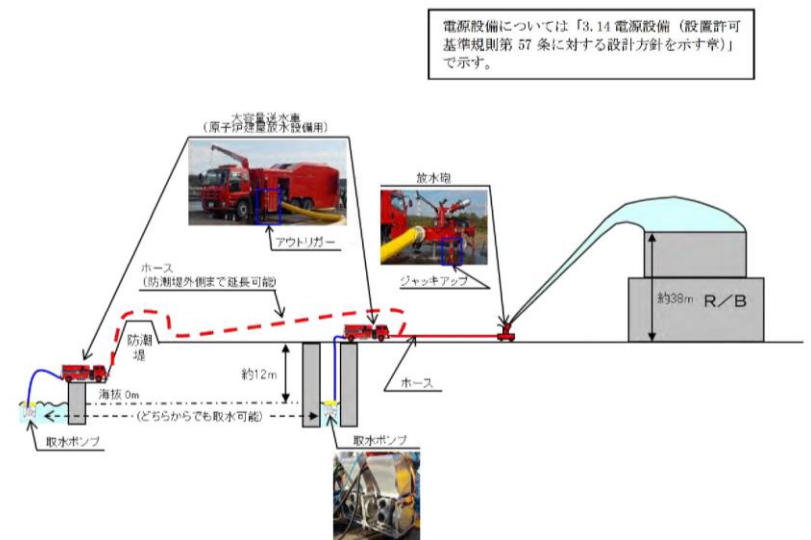 電源設備については「3.14 電源設備（設置許可
基準規則第 57 条に対する設計方針を示す章）」
で示す。
大容量送水車
（原子炉建屋放水設備用）
放水砲
アウトリガー
ジャッキアップ
ホース
（防潮堤外側まで延長可能）
約38m
R／B
防潮
堤
約12m
ホース
海抜 0m
（どちらからでも取水可能）
取水ポンプ
取水ポンプ